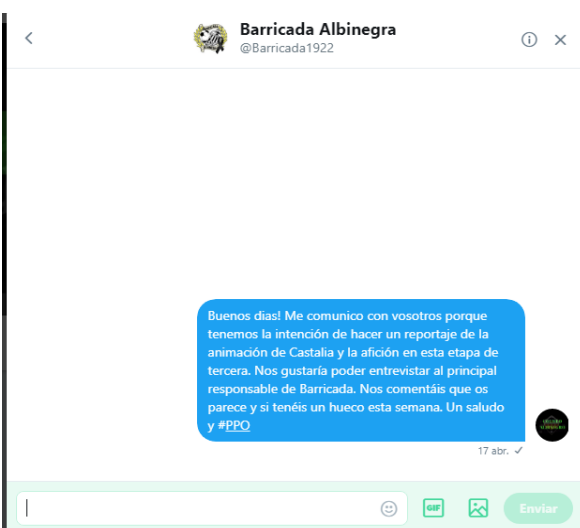 Barricada Albinegra
@Barricada1922
Buenos dias! Me comunico con vosotros porque
tenemos la intención de hacer un reportaje de la
animación de Castalia y la afición en esta etapa de
tercera. Nos gustaría poder entrevistar al principal
responsable de Barricada. Nos comentáis que os
parece y si tenéis un hueco esta semana. Un saludo
y #PPO
17 abr. ✓
GIF
Enviar